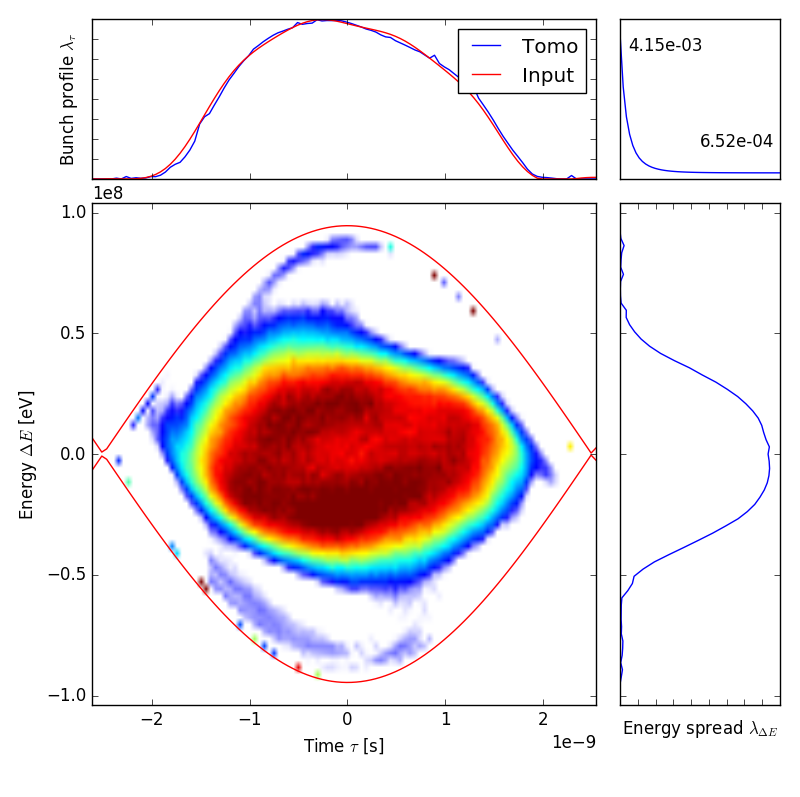 Bunch profile λτ
Tomo
Input
4.15e-03
6.52e-04
1e8
1.0
0.5
0.0
−0.5
−1.0
Energy ΔE [eV]
−2 −1 0 1 2
Time τ [s]
1e−9
Energy spread λΔE